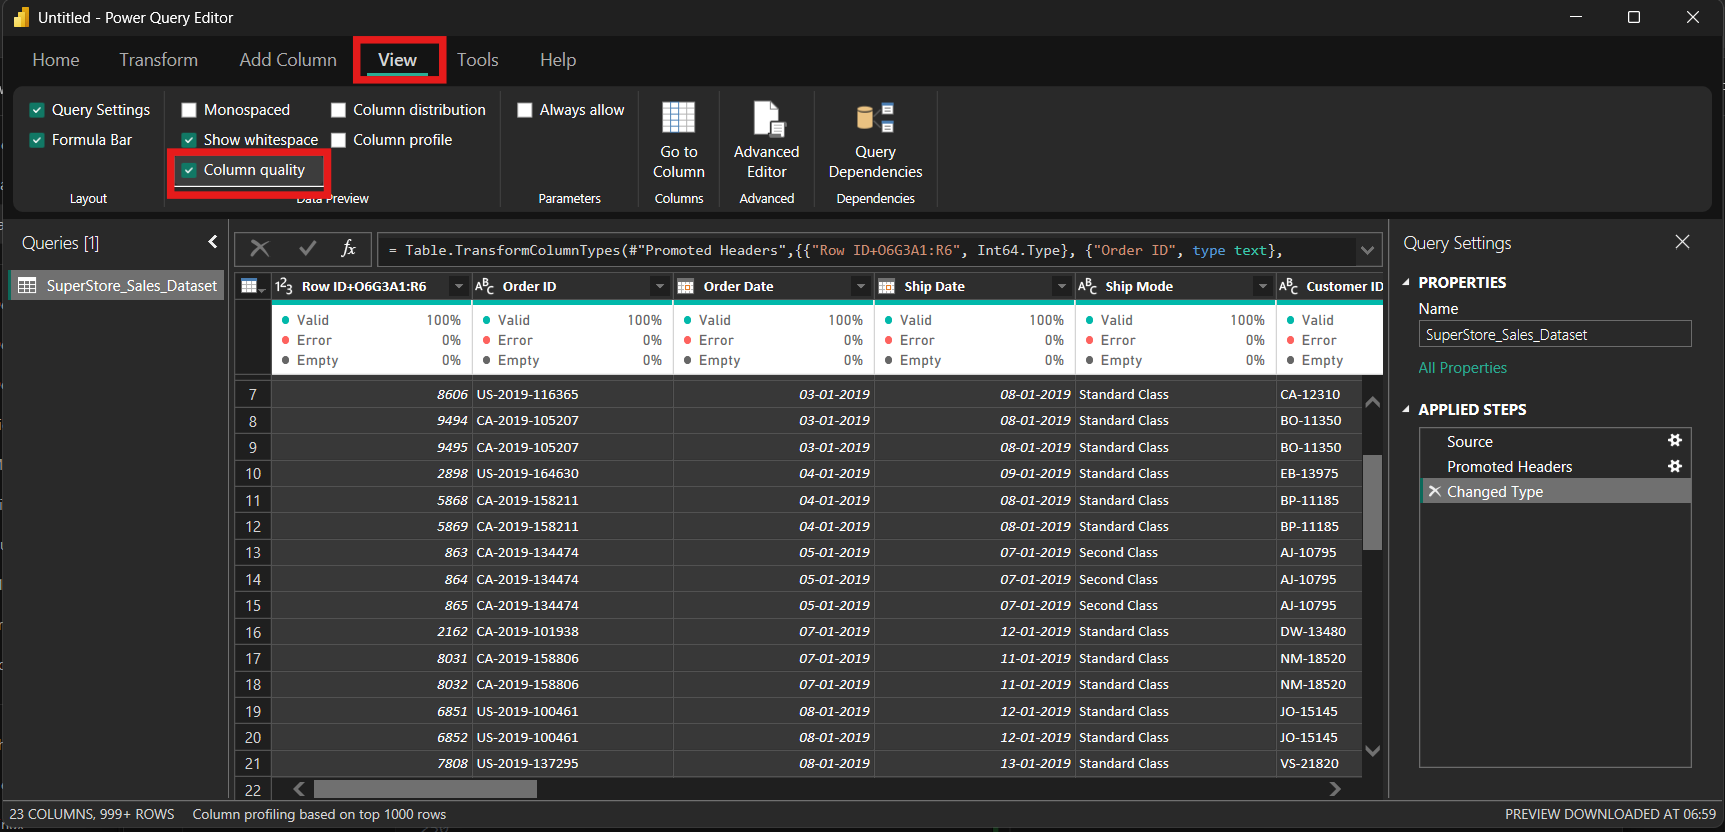 Untitled - Power Query Editor
Home Transform Add Column View Tools Help
Query Settings Monospaced Column distribution Always allow
Formula Bar Show whitespace Column profile
Column quality
Go to Column
Advanced Editor
Query Dependencies
Layout Data Preview Parameters Columns Advanced Dependencies
Queries [1]
SuperStore_Sales_Dataset
fx = Table.TransformColumnTypes(#"Promoted Headers",{{"Row ID+O6G3A1:R6", Int64.Type}, {"Order ID", type text},
123 Row ID+O6G3A1:R6 ABC Order ID Order Date Ship Date ABC Ship Mode ABC Customer ID
Valid 100% Valid 100% Valid 100% Valid 100% Valid 100% Valid
Error 0% Error 0% Error 0% Error 0% Error 0% Error
Empty 0% Empty 0% Empty 0% Empty 0% Empty 0% Empty
7 8606 US-2019-116365 03-01-2019 08-01-2019 Standard Class CA-12310
8 9494 CA-2019-105207 03-01-2019 08-01-2019 Standard Class BO-11350
9 9495 CA-2019-105207 03-01-2019 08-01-2019 Standard Class BO-11350
10 2898 US-2019-164630 04-01-2019 09-01-2019 Standard Class EB-13975
11 5868 CA-2019-158211 04-01-2019 08-01-2019 Standard Class BP-11185
12 5869 CA-2019-158211 04-01-2019 08-01-2019 Standard Class BP-11185
13 863 CA-2019-134474 05-01-2019 07-01-2019 Second Class AJ-10795
14 864 CA-2019-134474 05-01-2019 07-01-2019 Second Class AJ-10795
15 865 CA-2019-134474 05-01-2019 07-01-2019 Second Class AJ-10795
16 2162 CA-2019-101938 07-01-2019 12-01-2019 Standard Class DW-13480
17 8031 CA-2019-158806 07-01-2019 11-01-2019 Standard Class NM-18520
18 8032 CA-2019-158806 07-01-2019 11-01-2019 Standard Class NM-18520
19 6851 US-2019-100461 08-01-2019 12-01-2019 Standard Class JO-15145
20 6852 US-2019-100461 08-01-2019 12-01-2019 Standard Class JO-15145
21 7808 US-2019-137295 08-01-2019 13-01-2019 Standard Class VS-21820
22
Query Settings
PROPERTIES
Name
SuperStore_Sales_Dataset
All Properties
APPLIED STEPS
Source
Promoted Headers
Changed Type
23 COLUMNS, 999+ ROWS Column profiling based on top 1000 rows PREVIEW DOWNLOADED AT 06:59